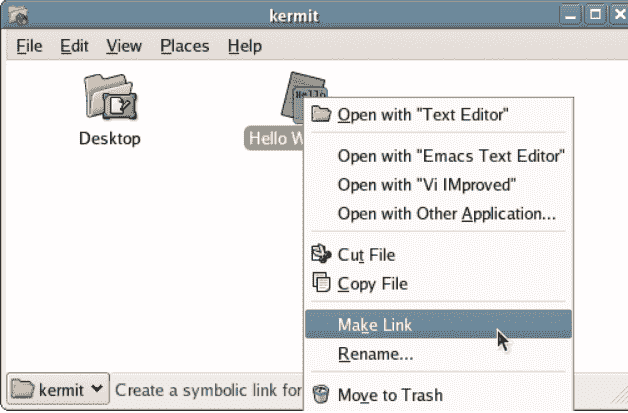 kermit
File Edit View Places Help
Hello
Desktop
Hello W
Open with "Text Editor"
Open with "Emacs Text Editor"
Open with "Vi IMproved"
Open with Other Application...
Cut File
Copy File
Make Link
Rename...
kermit Create a symbolic link for
Move to Trash